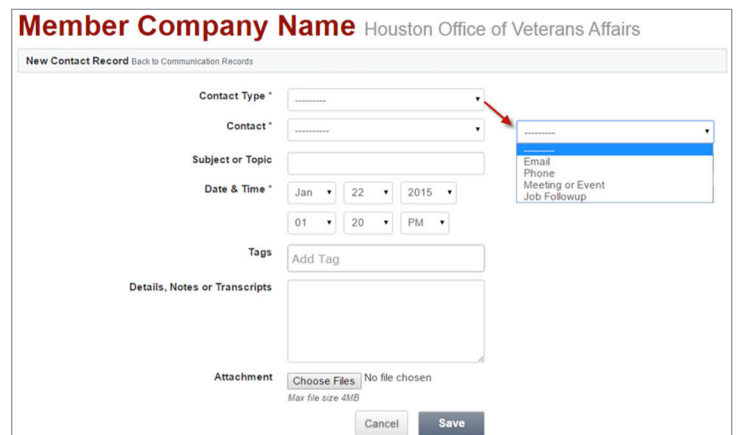 Member Company Name Houston Office of Veterans Affairs
New Contact Record Back to Communication Records
Contact Type * ---------
Contact * ----------
---------
---------
Email
Phone
Meeting or Event
Job Followup
Subject or Topic
Date & Time * Jan 22 2015
01 20 PM
Tags Add Tag
Details, Notes or Transcripts
Attachment Choose Files No file chosen
Max file size 4MB
Cancel Save